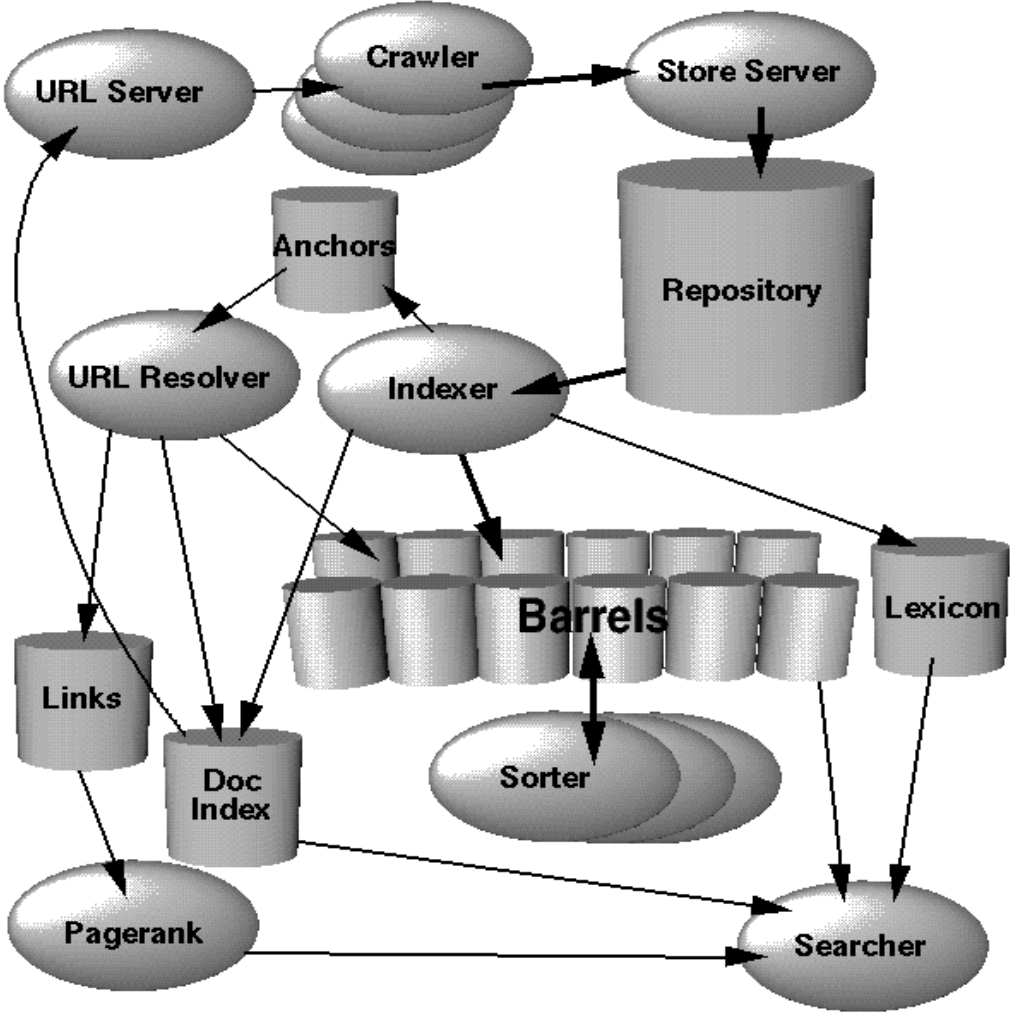 URL Server
Crawler
Store Server
Anchors
Repository
URL Resolver
Indexer
Barrels
Lexicon
Links
Doc
Index
Sorter
Pagerank
Searcher